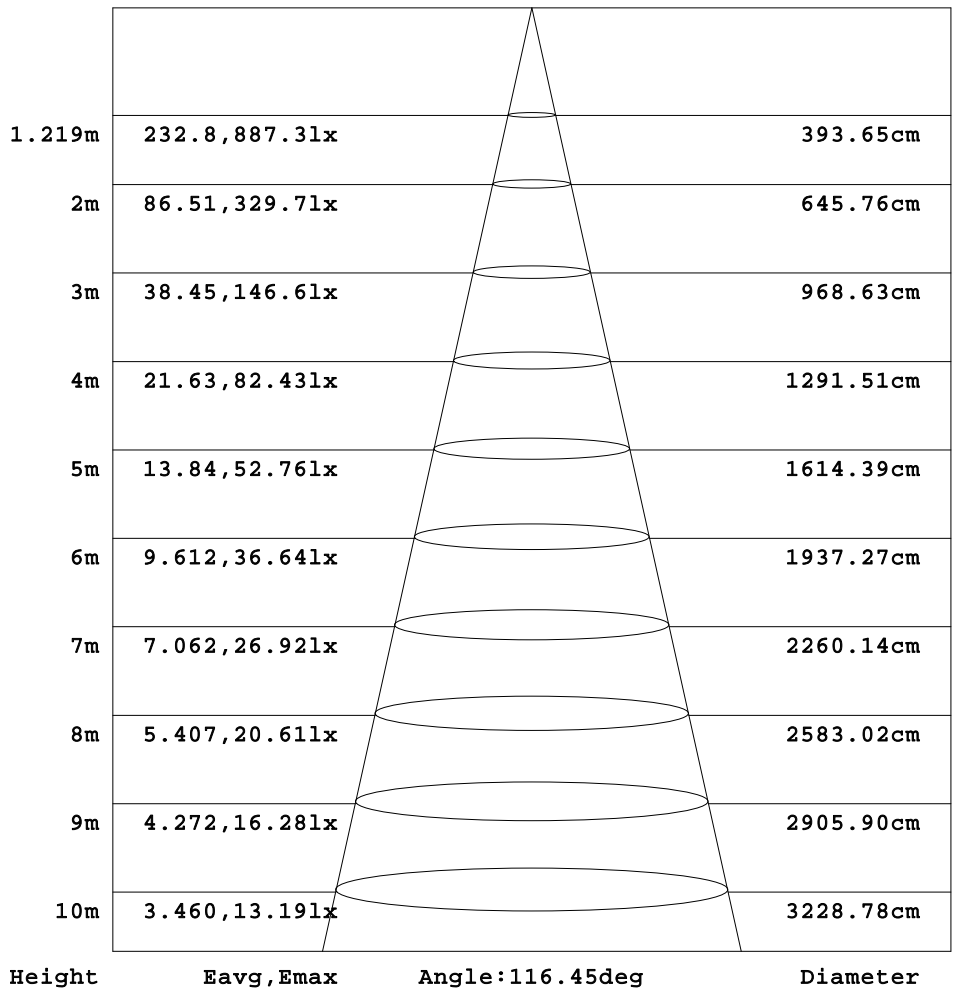 1.219m 232.8,887.3lx 393.65cm
2m 86.51,329.7lx 645.76cm
3m 38.45,146.6lx 968.63cm
4m 21.63,82.43lx 1291.51cm
5m 13.84,52.76lx 1614.39cm
6m 9.612,36.64lx 1937.27cm
7m 7.062,26.92lx 2260.14cm
8m 5.407,20.61lx 2583.02cm
9m 4.272,16.28lx 2905.90cm
10m 3.460,13.19lx 3228.78cm
Height Eavg,Emax Angle:116.45deg Diameter